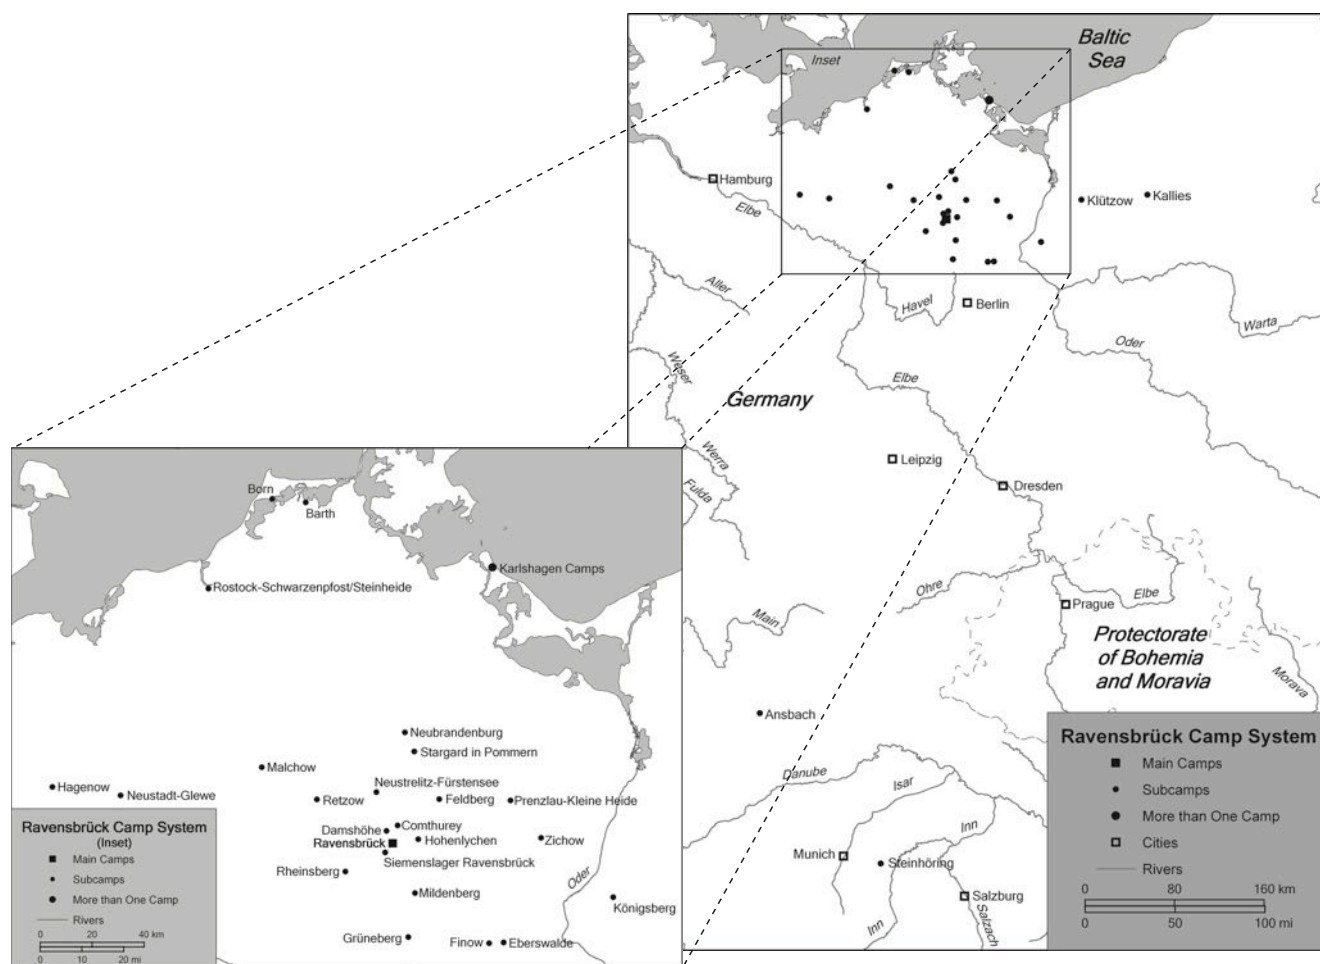 Baltic
Sea
Inset
Hamburg
Elbe
Klützow
Kallies
Aller
Havel
Berlin
Warta
Oder
Weser
Elbe
Germany
Werra
Leipzig
Fulda
Dresden
Ohre
Elbe
Prague
Main
Protectorate
of Bohemia
and Moravia
Morava
Ansbach
Danube
Isar
Inn
Munich
Steinhöring
Salzburg
Inn
Salzach
Ravensbrück Camp System
Main Camps
Subcamps
More than One Camp
Cities
Rivers
0 80 160 km
0 50 100 mi
Born
Barth
Karlshagen Camps
Rostock-Schwarzenpfost/Steinheide
Neubrandenburg
Stargard in Pommern
Malchow
Hagenow
Neustadt-Glewe
Neustrelitz-Fürstensee
Retzow
Feldberg
Prenzlau-Kleine Heide
Damshöhe
Comthurey
Ravensbrück
Hohenlychen
Zichow
Siemenslager Ravensbrück
Rheinsberg
Mildenberg
Oder
Königsberg
Grüneberg
Finow
Eberswalde
Ravensbrück Camp System
(Inset)
Main Camps
Subcamps
More than One Camp
Rivers
0 20 40 km
0 10 20 mi